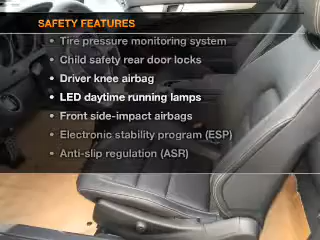 SAFETY FEATURES
• Tire pressure monitoring system
• Child safety rear door locks
• Driver knee airbag
• LED daytime running lamps
• Front side-impact airbags
• Electronic stability program (ESP)
• Anti-slip regulation (ASR)